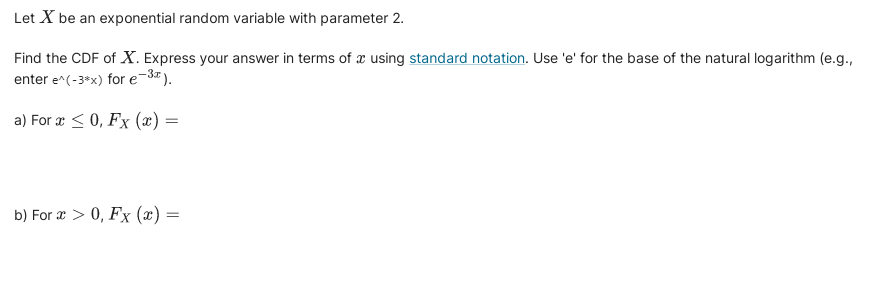 Let X be an exponential random variable with parameter 2.
Find the CDF of X. Express your answer in terms of x using standard notation. Use 'e' for the base of the natural logarithm (e.g.,
enter e^(-3*x) for e^{-3x}).
a) For x ≤ 0, F_X (x) =
b) For x > 0, F_X (x) =